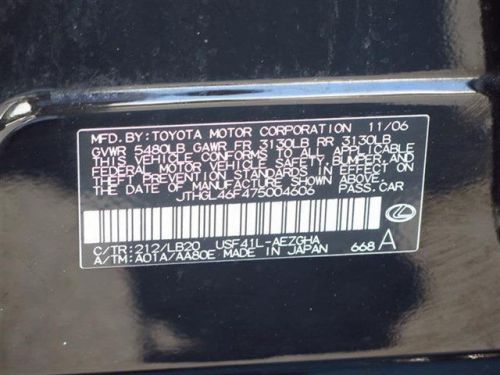 MFD. BY: TOYOTA MOTOR CORPORATION 11/06
GVWR 5480LB GAWR FR 3130LB RR 3130LB
THIS VEHICLE CONFORMS TO ALL APPLICABLE
FEDERAL MOTOR VEHICLE SAFETY, BUMPER, AND
THEFT PREVENTION STANDARDS IN EFFECT ON
THE DATE OF MANUFACTURE SHOWN ABOVE.
JTHGL46F475004606 PASS. CAR
C/TR: 212/LB20 USF41L-AEZGHA
A/TM: A01A/AA80E MADE IN JAPAN 668 A